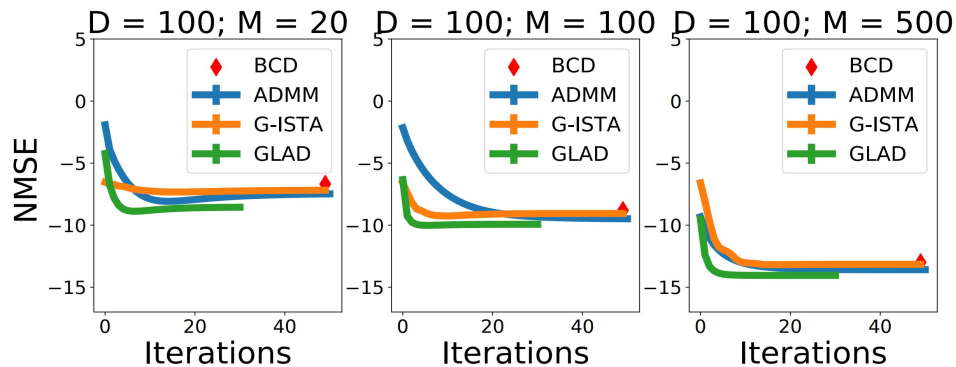 D = 100; M = 20
D = 100; M = 100
D = 100; M = 500
NMSE
5
0
−5
−10
−15
BCD
ADMM
G-ISTA
GLAD
0 20 40
Iterations
5
0
−5
−10
−15
BCD
ADMM
G-ISTA
GLAD
0 20 40
Iterations
5
0
−5
−10
−15
BCD
ADMM
G-ISTA
GLAD
0 20 40
Iterations